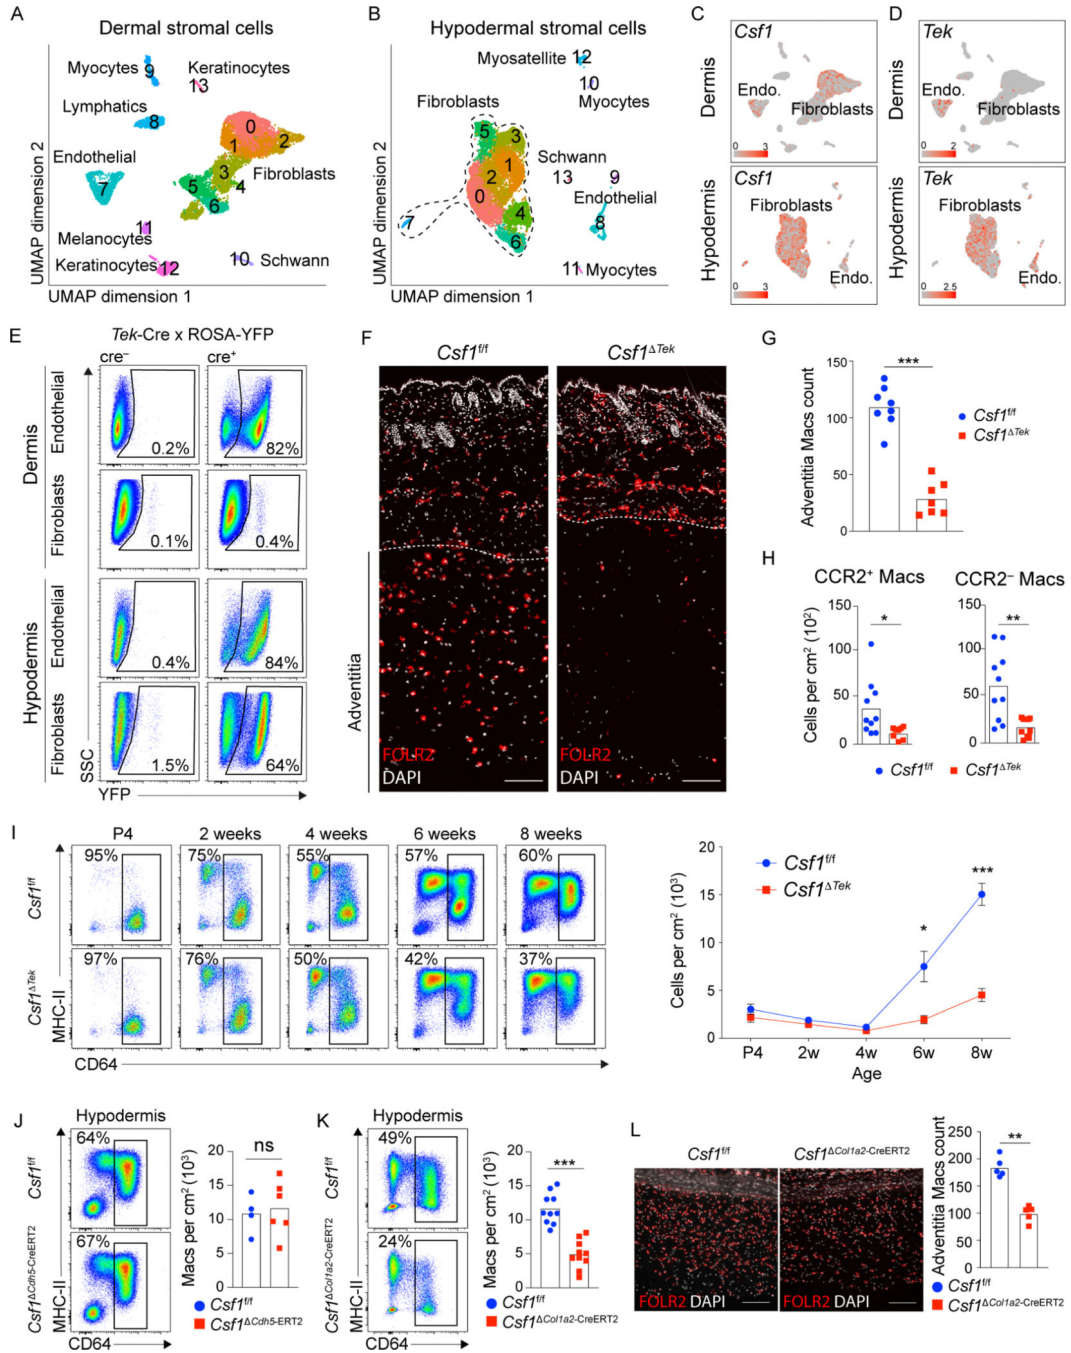 A
Dermal stromal cells
Myocytes
9
Keratinocytes
13
Lymphatics
8
0
1
2
3
Fibroblasts
Endothelial
7
5
4
6
11
Melanocytes
Keratinocytes
12
10
Schwann
UMAP dimension 2
UMAP dimension 1
B
Hypodermal stromal cells
Myosatellite
12
10
Myocytes
Fibroblasts
5
3
1
2
0
Schwann
13
9
Endothelial
8
7
4
6
11
Myocytes
UMAP dimension 2
UMAP dimension 1
C
Csf1
Dermis
Endo.
Fibroblasts
0 3
Csf1
Hypodermis
Fibroblasts
Endo.
0 3
D
Tek
Dermis
Endo.
Fibroblasts
0 2
Tek
Hypodermis
Fibroblasts
Endo.
0 2.5
E
Tek-Cre x ROSA-YFP
cre⁻
cre⁺
Dermis
Endothelial
0.2%
82%
Fibroblasts
0.1%
0.4%
Hypodermis
Endothelial
0.4%
84%
Fibroblasts
1.5%
64%
SSC
YFP
F
Csf1f/f
Csf1ΔTek
Adventitia
FOLR2
DAPI
FOLR2
DAPI
G
***
Adventitia Macs count
150
100
50
0
Csf1f/f
Csf1ΔTek
H
CCR2⁺ Macs
CCR2⁻ Macs
Cells per cm² (10²)
150
100
50
0
*
150
100
50
0
**
Csf1f/f
Csf1ΔTek
I
P4
2 weeks
4 weeks
6 weeks
8 weeks
Csf1f/f
95%
75%
55%
57%
60%
Csf1ΔTek
97%
76%
50%
42%
37%
MHC-II
CD64
Cells per cm² (10³)
20
15
10
5
0
Csf1f/f
Csf1ΔTek
*
***
P4
2w
4w
6w
8w
Age
J
Hypodermis
64%
Csf1f/f
67%
Csf1ΔCdh5-CreERT2
MHC-II
CD64
ns
Macs per cm² (10³)
20
15
10
5
0
Csf1f/f
Csf1ΔCdh5-ERT2
K
Hypodermis
49%
Csf1f/f
24%
Csf1ΔCol1a2-CreERT2
MHC-II
CD64
***
Macs per cm² (10³)
20
15
10
5
0
Csf1f/f
Csf1ΔCol1a2-CreERT2
L
Csf1f/f
Csf1ΔCol1a2-CreERT2
FOLR2 DAPI
FOLR2 DAPI
**
Adventitia Macs count
250
200
150
100
50
0
Csf1f/f
Csf1ΔCol1a2-CreERT2